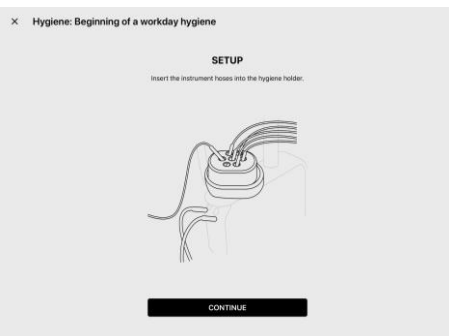 × Hygiene: Beginning of a workday hygiene
SETUP
Insert the instrument hoses into the hygiene holder.
CONTINUE